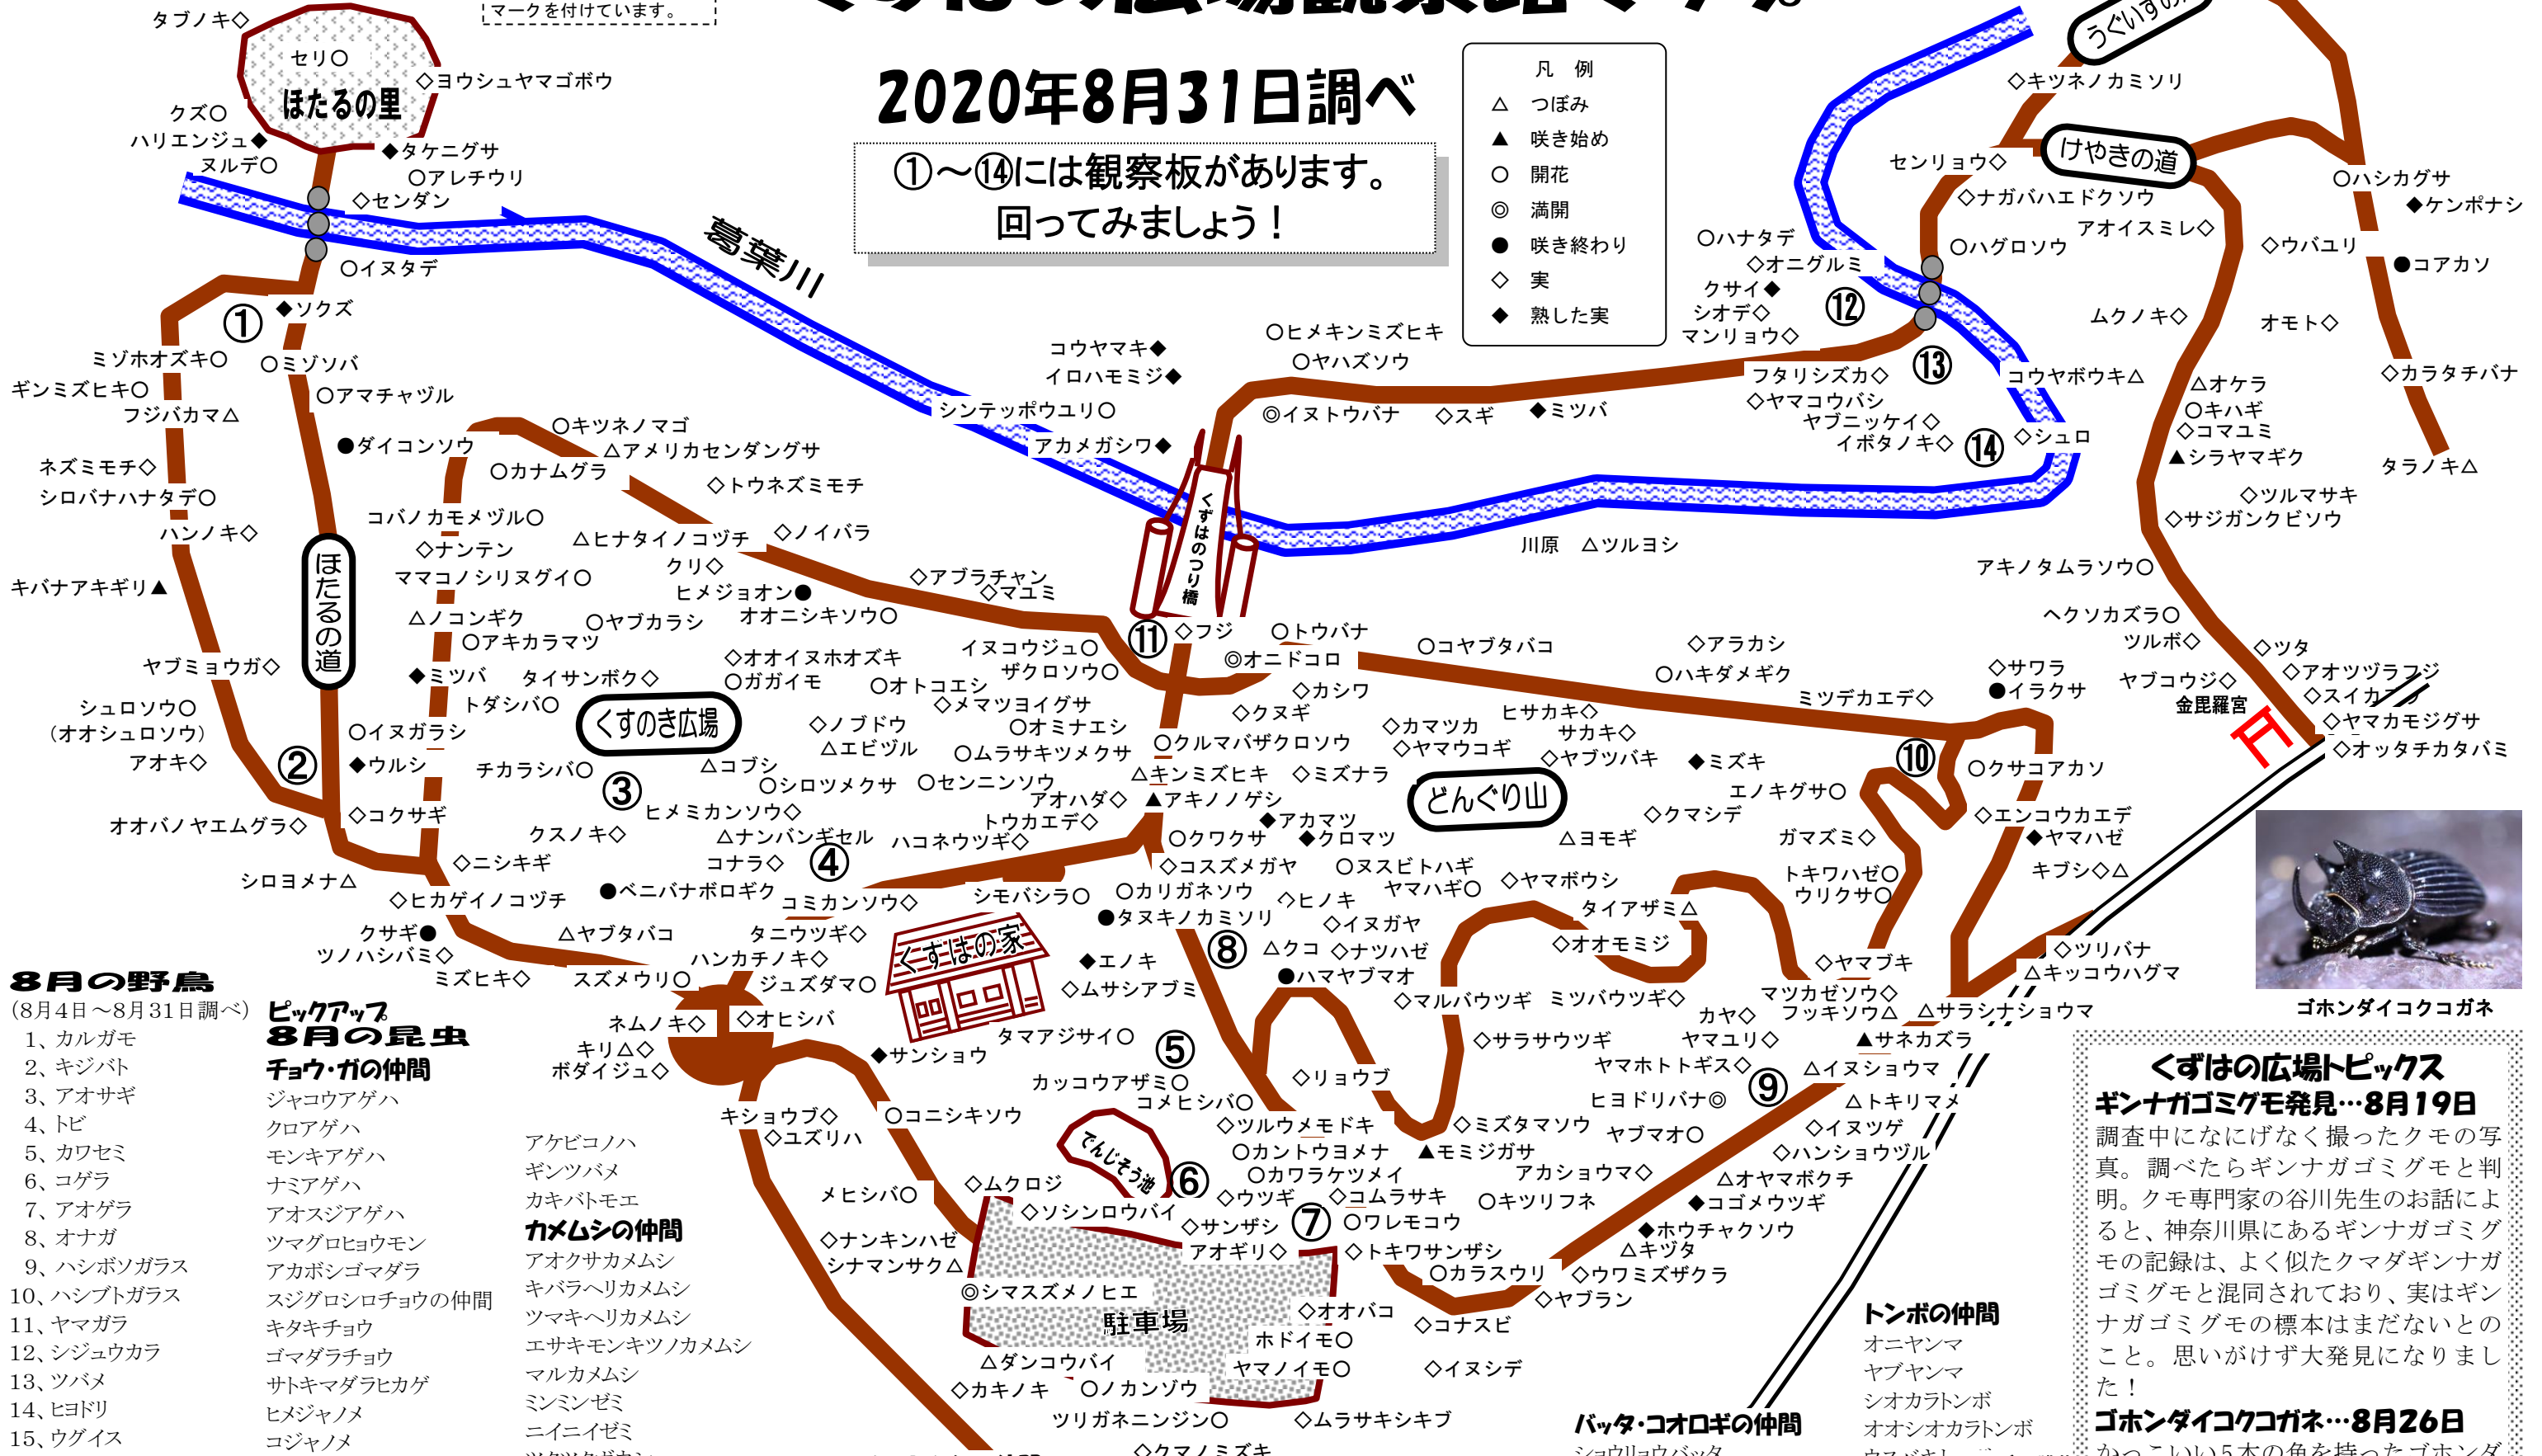 マークを付けています。
2020年8月31日調べ
①～⑭には観察板があります。
回ってみましょう！
凡 例
△ つぼみ
▲ 咲き始め
○ 開花
◎ 満開
● 咲き終わり
◇ 実
◆ 熟した実
タブノキ◇
セリ○
ほたるの里
◇ヨウシュヤマゴボウ
クズ○
ハリエンジュ◆
ヌルデ○
◆タケニグサ
○アレチウリ
◇センダン
○イヌタデ
葛葉川
①
◆ソクズ
ミゾホオズキ○
○ミゾソバ
ギンミズヒキ○
フジバカマ△
○アマチャヅル
●ダイコンソウ
ネズミモチ◇
シロバナハナタデ○
ハンノキ◇
キバナアキギリ▲
ほたるの道
ヤブミョウガ◇
シュロソウ○
（オオシュロソウ）
アオキ◇
②
オオバノヤエムグラ◇
シロヨメナ△
○キツネノマゴ
△アメリカセンダングサ
○カナムグラ
◇トウネズミモチ
コバノカモメヅル○
◇ナンテン
ママコノシリヌグイ○
△ヒナタイノコヅチ
◇ノイバラ
クリ◇
ヒメジョオン●
オオニシキソウ○
△ノコンギク
○アキカラマツ
○ヤブカラシ
◆ミツバ
タイサンボク◇
トダシバ○
◇オオイヌホオズキ
○ガガイモ
○オトコエシ
くすのき広場
○イヌガラシ
◆ウルシ
チカラシバ○
③
◇コクサギ
◇ノブドウ
△エビヅル
△コブシ
○シロツメクサ
ヒメミカンソウ◇
クスノキ◇
△ナンバンギセル
コナラ◇
④
◇ニシキギ
●ベニバナボロギク
コミカンソウ◇
◇ヒカゲイノコヅチ
クサギ●
ツノハシバミ◇
ミズヒキ◇
△ヤブタバコ
スズメウリ○
タニウツギ◇
ハンカチノキ◇
ジュズダマ○
ネムノキ◇
◇オヒシバ
キリ△◇
ボダイジュ◇
シンテッポウユリ○
コウヤマキ◆
イロハモミジ◆
アカメガシワ◆
○ヒメキンミズヒキ
○ヤハズソウ
◎イヌトウバナ
◇スギ
◆ミツバ
くずはのつり橋
川原 △ツルヨシ
◇アブラチャン
◇マユミ
⑪
◇フジ
○トウバナ
◎オニドコロ
イヌコウジュ○
ザクロソウ○
◇メマツヨイグサ
○オミナエシ
○ムラサキツメクサ
○センニンソウ
アオハダ◇
トウカエデ◇
ハコネウツギ◇
◇カシワ
◇クヌギ
○クルマバザクロソウ
△キンミズヒキ
◇ミズナラ
▲アキノノゲシ
◆アカマツ
○クワクサ
◆クロマツ
◇コスズメガヤ
○ヌスビトハギ
シモバシラ○
○カリガネソウ
ヤマハギ○
●タヌキノカミソリ
◇ヒノキ
◇イヌガヤ
⑧
△クコ
◇ナツハゼ
◆エノキ
●ハマヤブマオ
◇ムサシアブミ
くずはの家
○コヤブタバコ
◇アラカシ
○ハキダメギク
ミツデカエデ◇
◇カマツカ
◇ヤマウコギ
ヒサカキ◇
サカキ◇
◇ヤブツバキ
◆ミズキ
エノキグサ○
どんぐり山
◇クマシデ
△ヨモギ
ガマズミ◇
トキワハゼ○
ウリクサ○
◇ヤマボウシ
タイアザミ△
◇オオモミジ
◇マルバウツギ
ミツバウツギ◇
◇サラサウツギ
○ハナタデ
◇オニグルミ
クサイ◆
シオデ◇
マンリョウ◇
⑫
⑬
フタリシズカ◇
◇ヤマコウバシ
ヤブニッケイ◇
イボタノキ◇
⑭
コウヤボウキ△
◇シュロ
◇キツネノカミソリ
センリョウ◇
けやきの道
◇ナガバハエドクソウ
アオイスミレ◇
○ハグロソウ
○ハシカグサ
◆ケンポナシ
◇ウバユリ
●コアカソ
ムクノキ◇
オモト◇
◇カラタチバナ
△オケラ
○キハギ
◇コマユミ
▲シラヤマギク
タラノキ△
◇ツルマサキ
◇サジガンクビソウ
アキノタムラソウ○
ヘクソカズラ○
ツルボ◇
◇ツタ
◇アオツヅラフジ
ヤブコウジ◇
金毘羅宮
◇ヤマカモジグサ
◇オッタチカタバミ
◇サワラ
●イラクサ
⑩
○クサコアカソ
◇エンコウカエデ
◆ヤマハゼ
キブシ◇△
◇ツリバナ
△キッコウハグマ
◇ヤマブキ
マツカゼソウ◇
フッキソウ△
△サラシナショウマ
カヤ◇
ヤマユリ◇
▲サネカズラ
ヤマホトトギス◇
⑨
△イヌショウマ
ヒヨドリバナ◎
△トキリマメ
ヤブマオ○
◇イヌツゲ
◇ハンショウヅル
アカショウマ◇
△オヤマボクチ
◆コゴメウツギ
○キツリフネ
◆ホウチャクソウ
△キヅタ
◇ウワミズザクラ
◇ヤブラン
○カラスウリ
◆サンショウ
タマアジサイ○
⑤
カッコウアザミ○
コメヒシバ○
◇リョウブ
◇ツルウメモドキ
○カントウヨメナ
○カワラケツメイ
◇ミズタマソウ
▲モミジガサ
でんじそう池
⑥
◇ウツギ
◇コムラサキ
⑦
○ワレモコウ
◇サンザシ
アオギリ◇
◇トキワサンザシ
キショウブ◇
◇ユズリハ
○コニシキソウ
メヒシバ○
◇ムクロジ
◇ソシンロウバイ
◇ナンキンハゼ
シナマンサク△
◎シマスズメノヒエ
駐車場
◇オオバコ
ホドイモ○
ヤマノイモ○
◇コナスビ
◇イヌシデ
△ダンコウバイ
◇カキノキ
○ノカンゾウ
ツリガネニンジン○
◇ムラサキシキブ
◇クマノミズキ
8月の野鳥
(8月4日～8月31日調べ)
1、カルガモ
2、キジバト
3、アオサギ
4、トビ
5、カワセミ
6、コゲラ
7、アオゲラ
8、オナガ
9、ハシボソガラス
10、ハシブトガラス
11、ヤマガラ
12、シジュウカラ
13、ツバメ
14、ヒヨドリ
15、ウグイス
ピックアップ
8月の昆虫
チョウ・ガの仲間
ジャコウアゲハ
クロアゲハ
モンキアゲハ
ナミアゲハ
アオスジアゲハ
ツマグロヒョウモン
アカボシゴマダラ
スジグロシロチョウの仲間
キタキチョウ
ゴマダラチョウ
サトキマダラヒカゲ
ヒメジャノメ
コジャノメ
アケビコノハ
ギンツバメ
カキバトモエ
カメムシの仲間
アオクサカメムシ
キバラヘリカメムシ
ツマキヘリカメムシ
エサキモンキツノカメムシ
マルカメムシ
ミンミンゼミ
ニイニイゼミ
バッタ・コオロギの仲間
ショウリョウバッタ
トンボの仲間
オニヤンマ
ヤブヤンマ
シオカラトンボ
オオシオカラトンボ
ゴホンダイコクコガネ
くずはの広場トピックス
ギンナガゴミグモ発見…8月19日
調査中になにげなく撮ったクモの写
真。調べたらギンナガゴミグモと判
明。クモ専門家の谷川先生のお話によ
ると、神奈川県にあるギンナガゴミグ
モの記録は、よく似たクマダギンナガ
ゴミグモと混同されており、実はギン
ナガゴミグモの標本はまだないとの
こと。思いがけず大発見になりまし
た！
ゴホンダイコクコガネ…8月26日
かっこいい5本の角を持ったゴホンダ